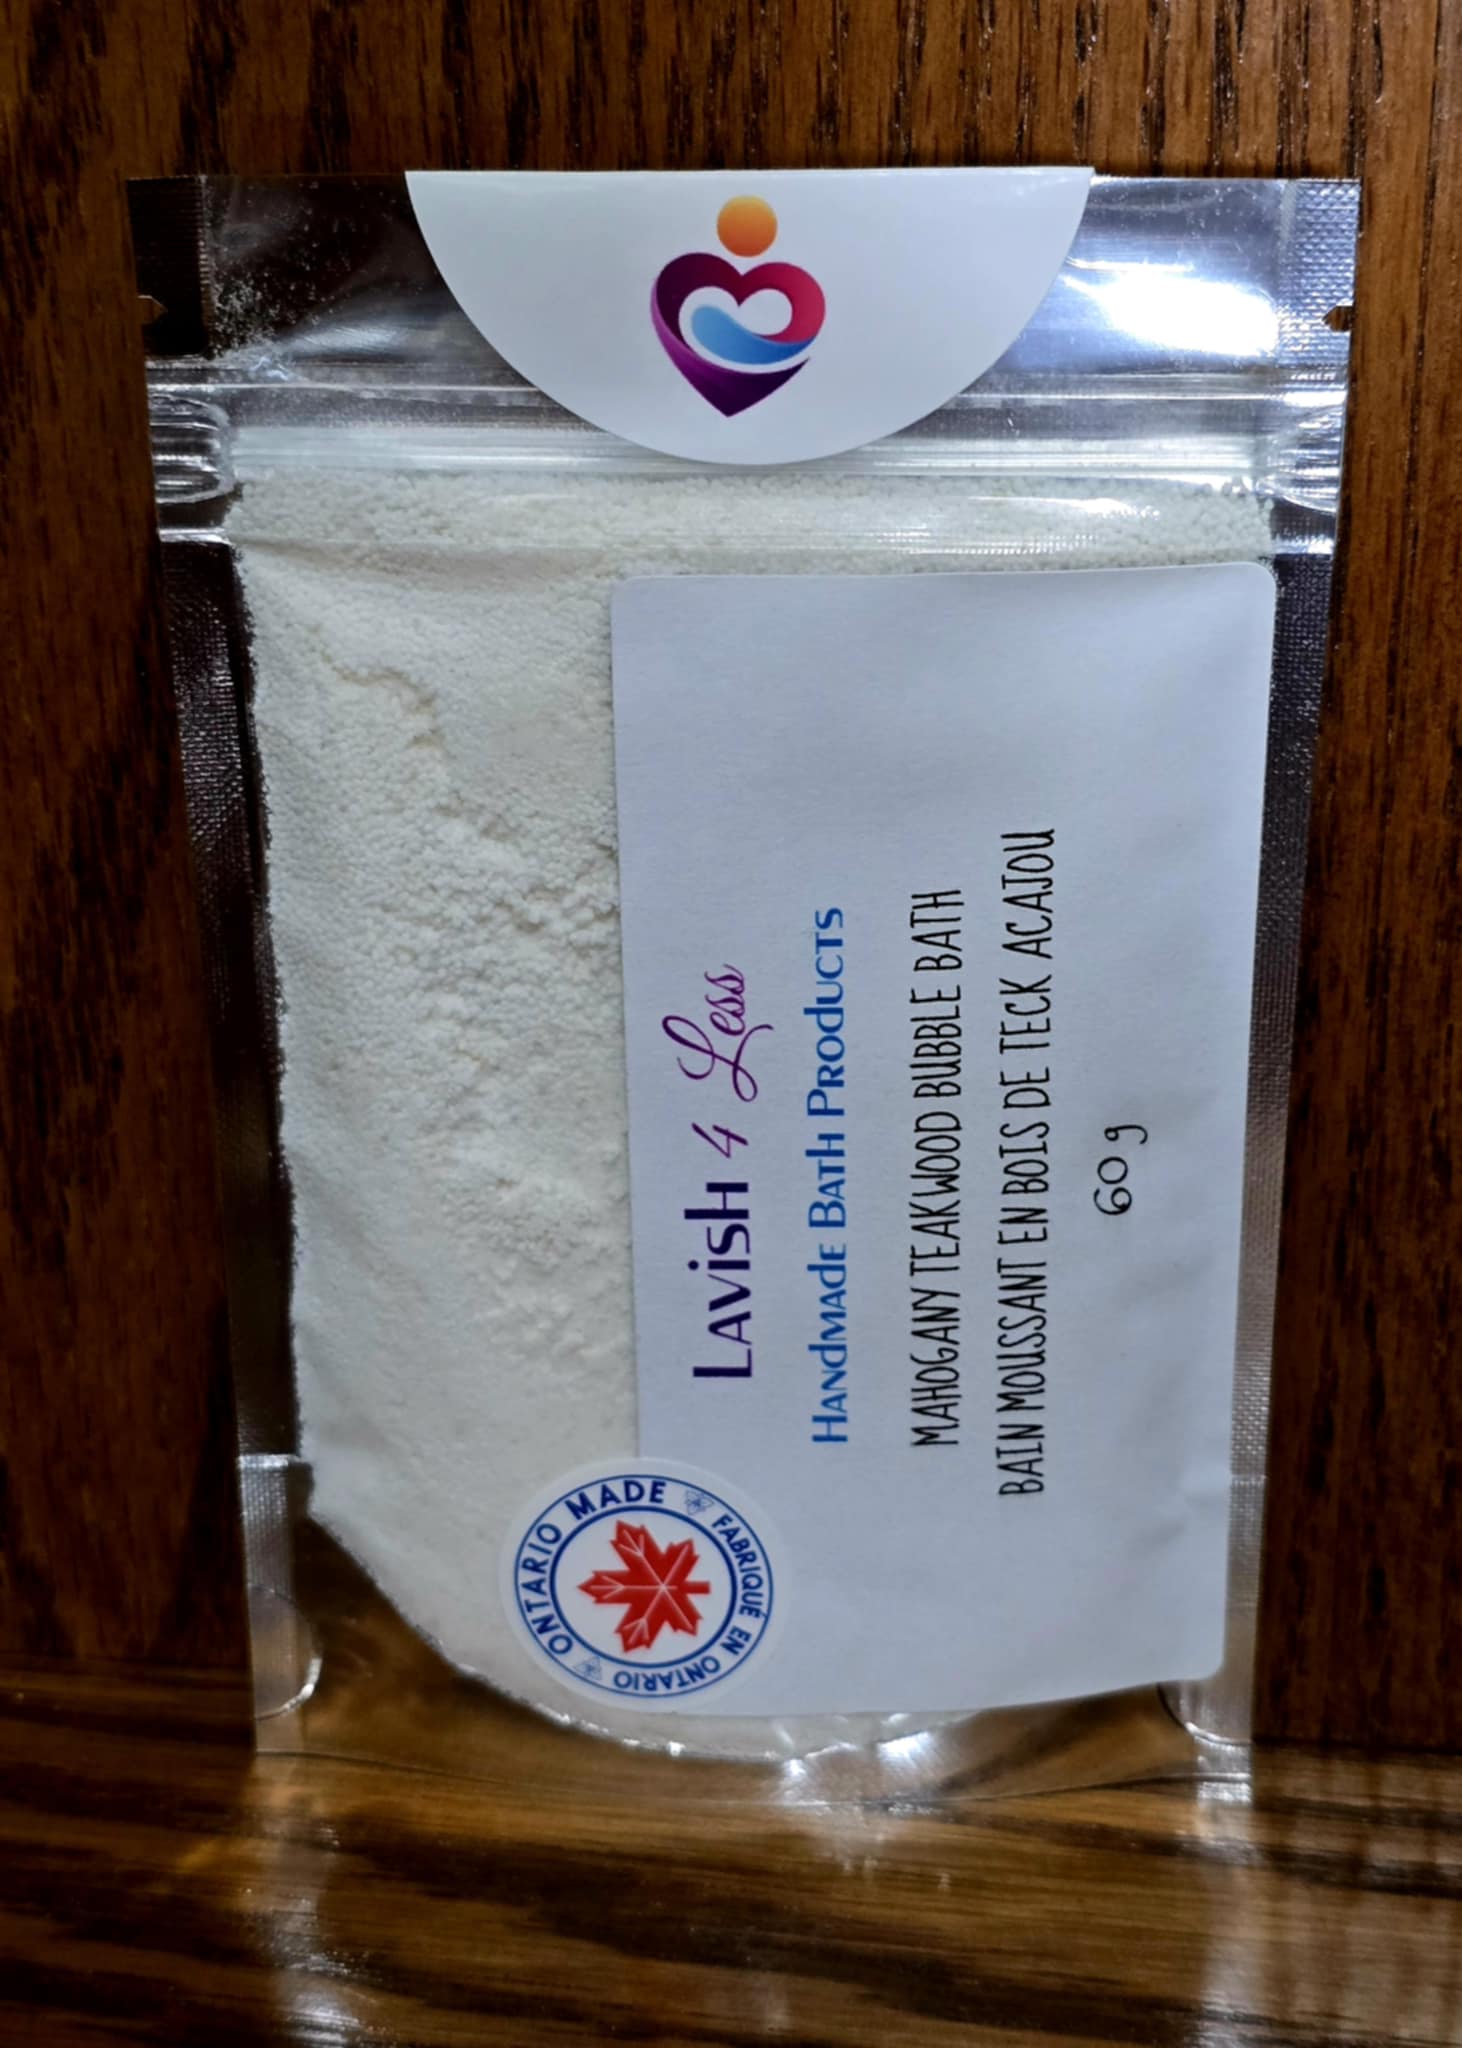 Lavish 4 Less
Handmade Bath Products
MAHOGANY TEAKWOOD BUBBLE BATH
BAIN MOUSSANT EN BOIS DE TECK ACAJOU
60 g
ONTARIO MADE
FABRIQUÉ EN ONTARIO